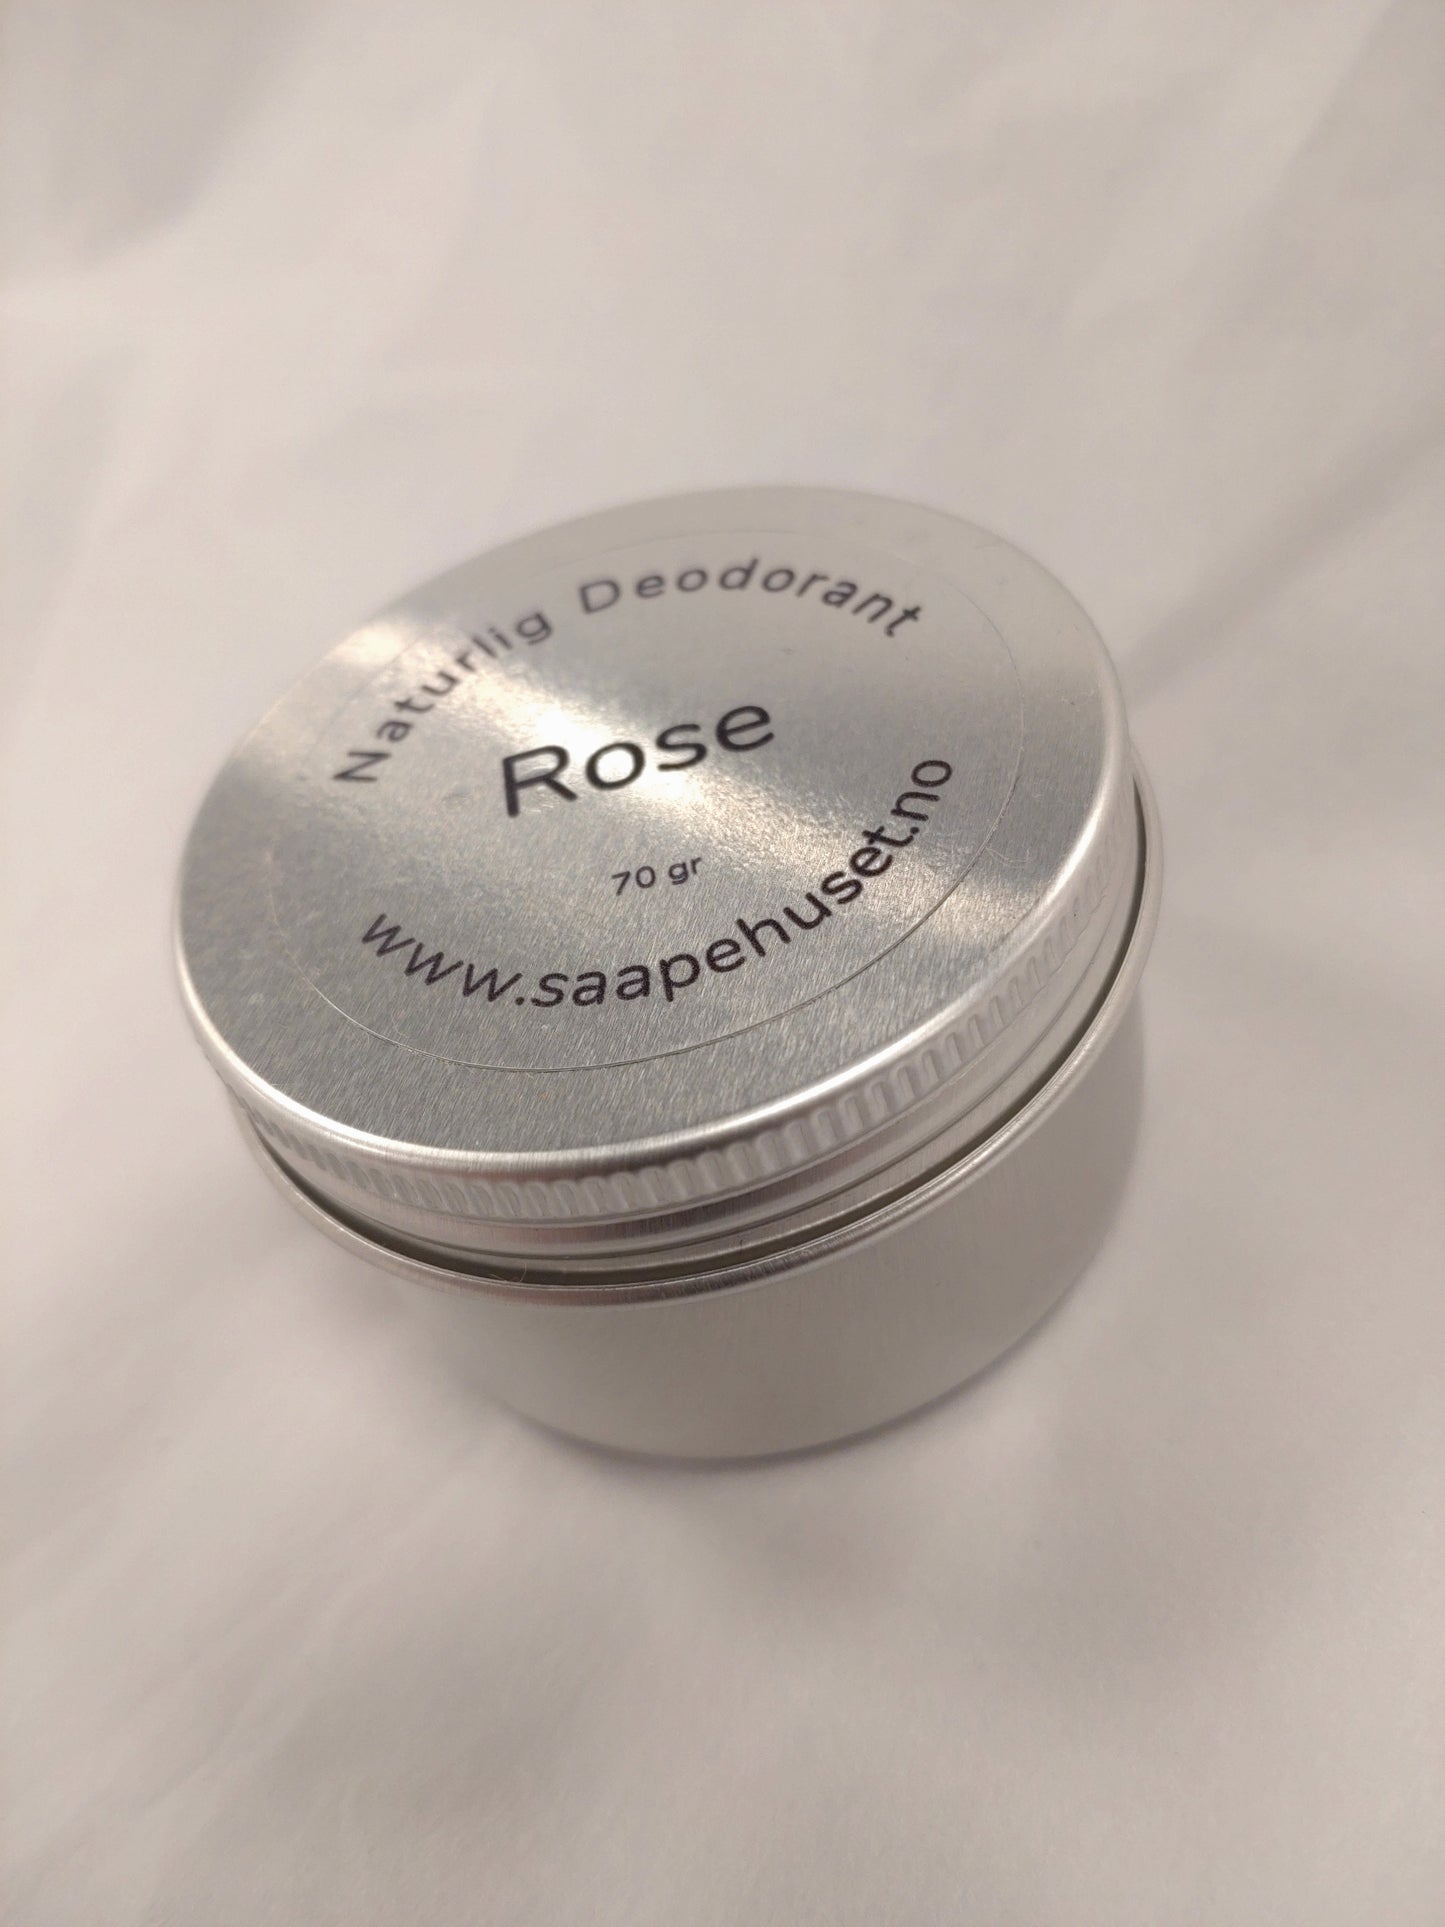 Naturlig Deodorant
Rose
70 gr
www.saapehuset.no